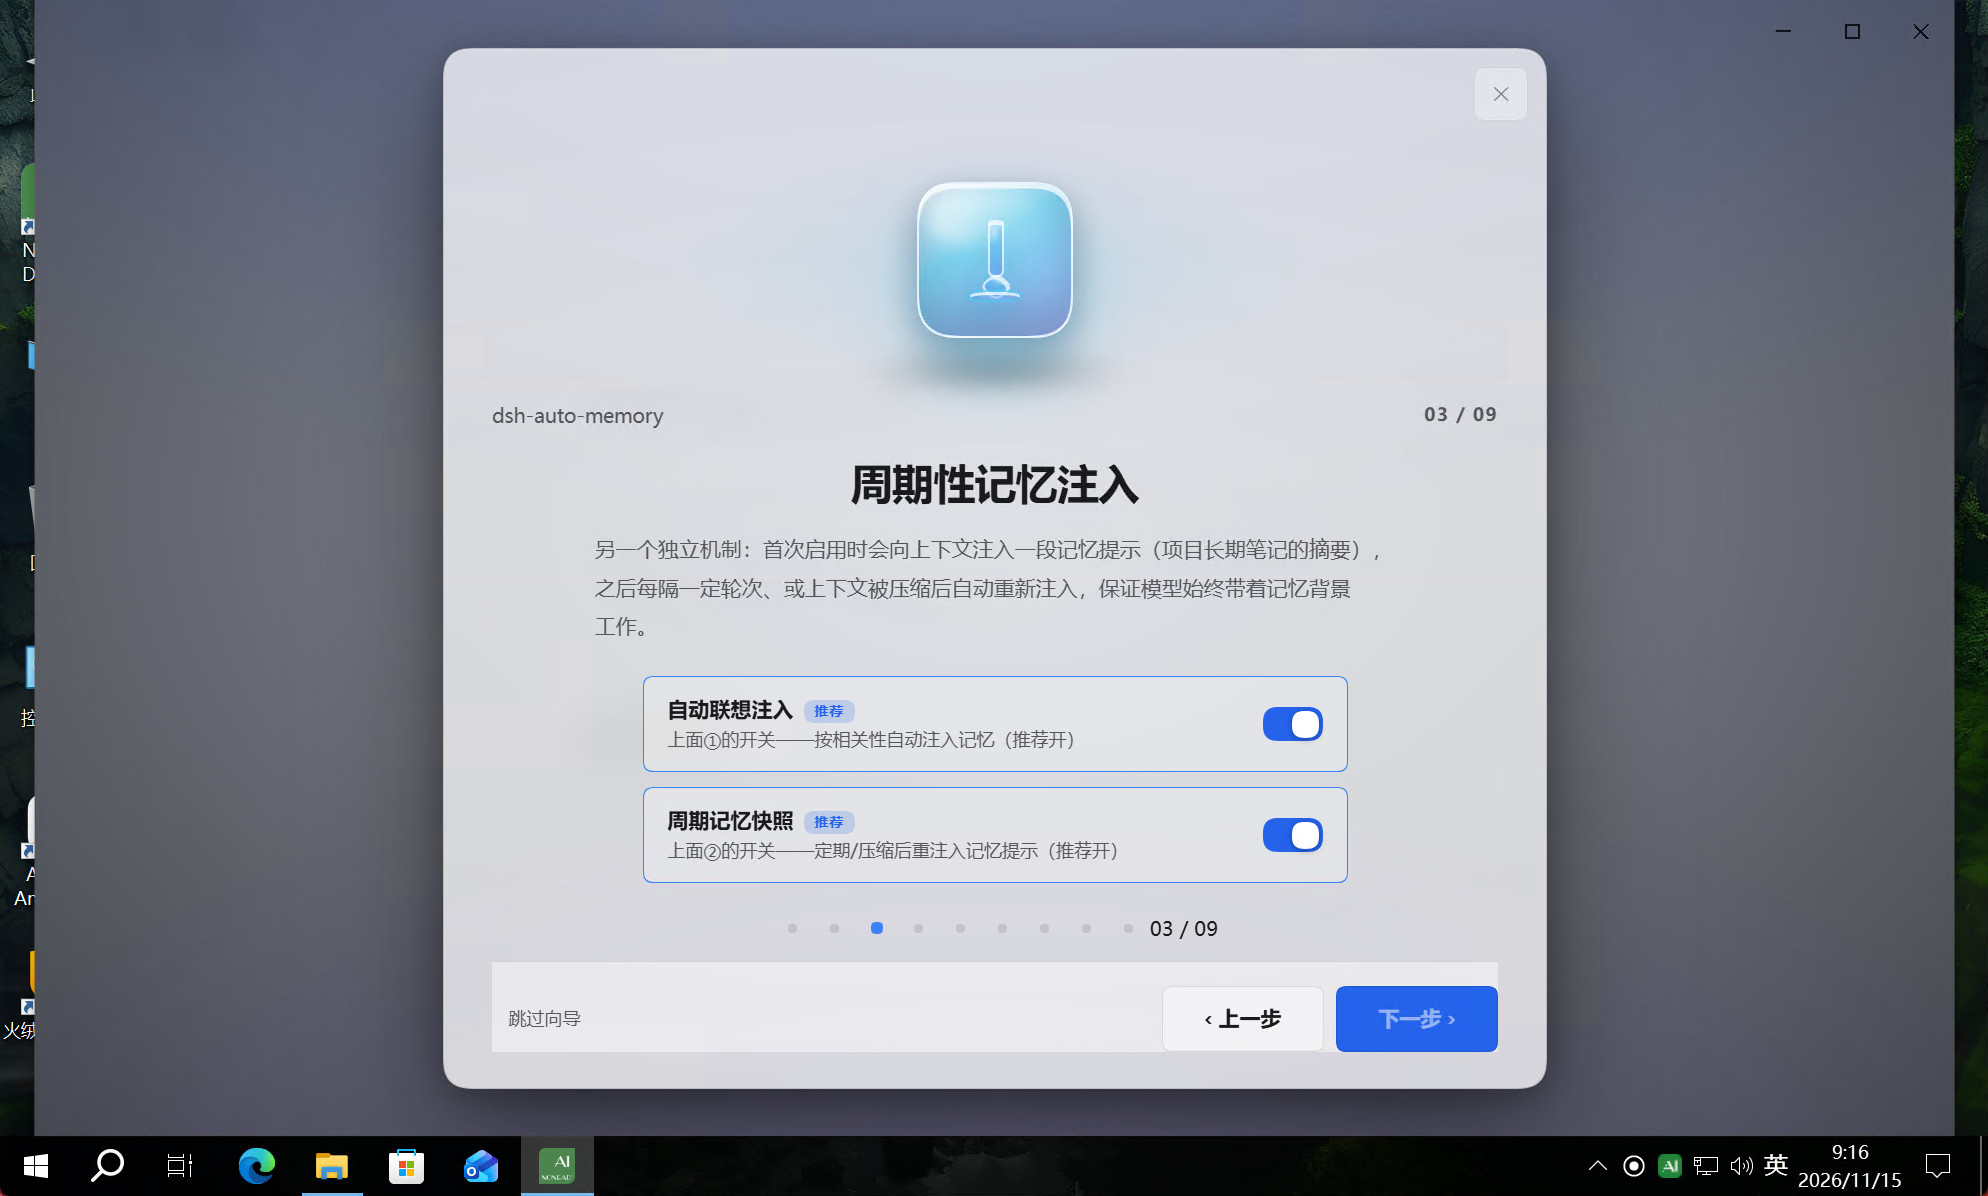 dsh-auto-memory
03 / 09
周期性记忆注入
另一个独立机制：首次启用时会向上下文注入一段记忆提示（项目长期笔记的摘要），
之后每隔一定轮次、或上下文被压缩后自动重新注入，保证模型始终带着记忆背景
工作。
自动联想注入 推荐
上面①的开关——按相关性自动注入记忆（推荐开）
周期记忆快照 推荐
上面②的开关——定期/压缩后重注入记忆提示（推荐开）
03 / 09
跳过向导
‹ 上一步
下一步 ›
N
D
控
A
An
火绒
AI
NONEAD
AI
英
9:16
2026/11/15